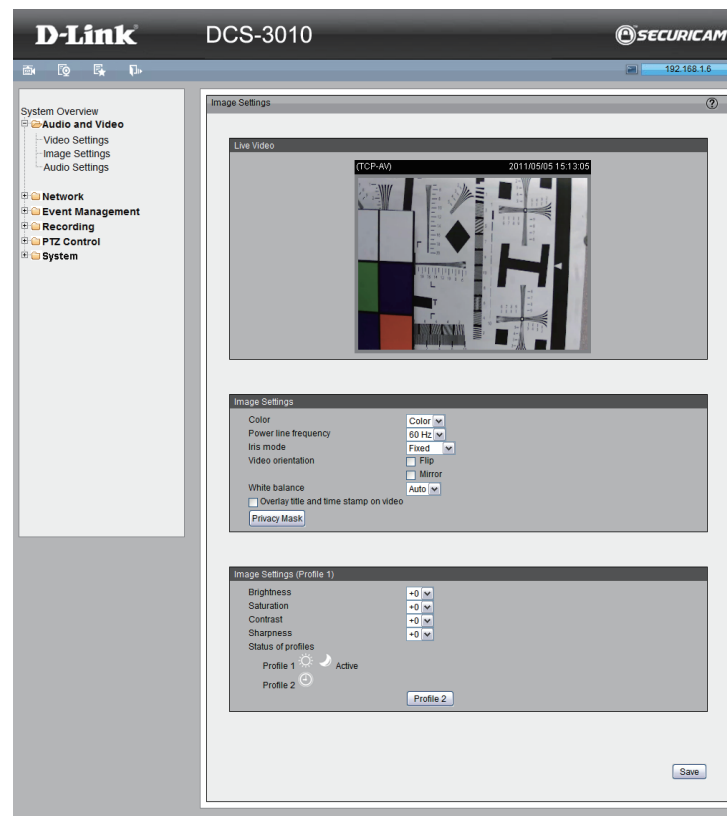 D-Link
DCS-3010
SECURICAM
192.168.1.6
System Overview
Audio and Video
Video Settings
Image Settings
Audio Settings
Network
Event Management
Recording
PTZ Control
System
Image Settings
?
Live Video
(TCP-AV) 2011/05/05 15:13:05
Image Settings
Color Color
Power line frequency 60 Hz
Iris mode Fixed
Video orientation Flip
Mirror
White balance Auto
Overlay title and time stamp on video
Privacy Mask
Image Settings (Profile 1)
Brightness +0
Saturation +0
Contrast +0
Sharpness +0
Status of profiles
Profile 1 Active
Profile 2
Profile 2
Save